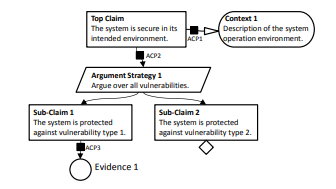 Top Claim
The system is secure in its
intended environment.
ACP1
Context 1
Description of the system
operation environment.
ACP2
Argument Strategy 1
Argue over all vulnerabilities.
Sub-Claim 1
The system is protected
against vulnerability type 1.
Sub-Claim 2
The system is protected
against vulnerability type 2.
ACP3
Evidence 1